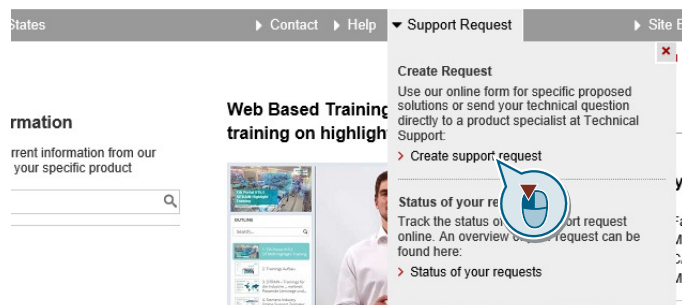 States
Contact
Help
Support Request
Site
Create Request
Use our online form for specific proposed
solutions or send your technical question
directly to a product specialist at Technical
Support:
Create support request
Status of your
Track the status of
online. An overview of request can be
found here:
Status of your requests
Web Based Training
training on highligh
rmation
rrent information from our
your specific product
OUTLINE
Search...